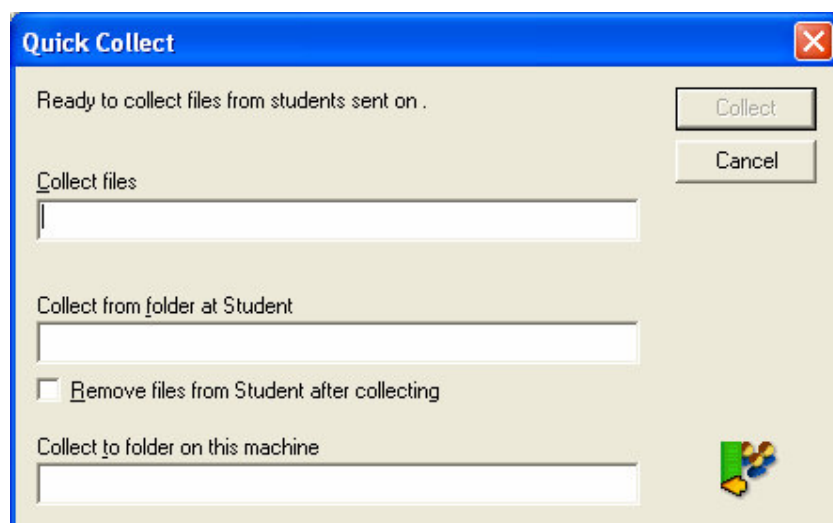 Quick Collect
Ready to collect files from students sent on .
Collect
Cancel
Collect files
Collect from folder at Student
Remove files from Student after collecting
Collect to folder on this machine